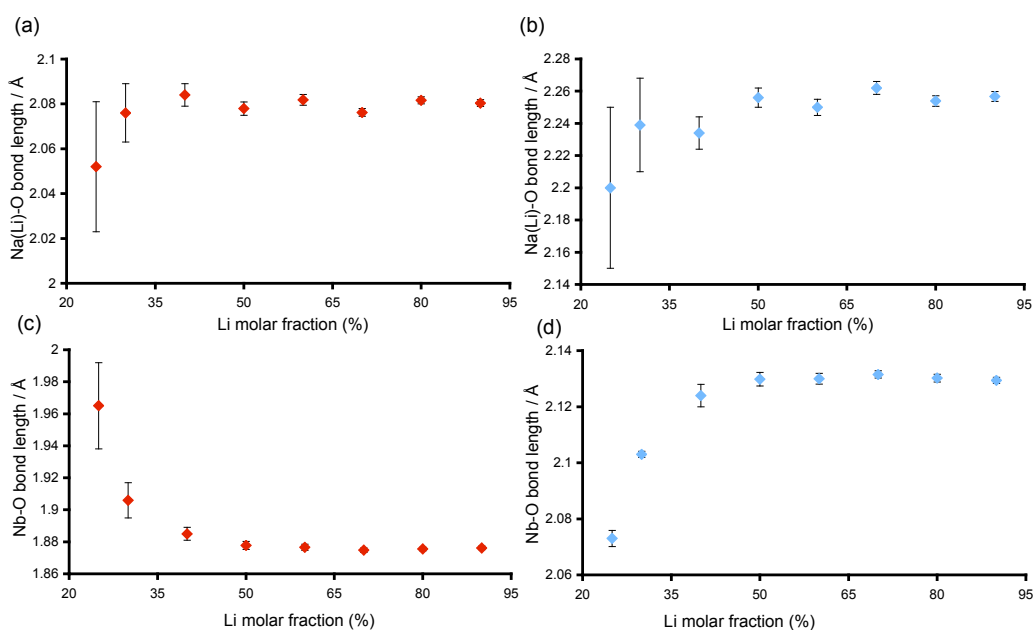 (a)
Na(Li)-O bond length / Å
2.1
2.08
2.06
2.04
2.02
2
20 35 50 65 80 95
Li molar fraction (%)
(b)
Na(Li)-O bond length / Å
2.28
2.26
2.24
2.22
2.2
2.18
2.16
2.14
20 35 50 65 80 95
Li molar fraction (%)
(c)
Nb-O bond length / Å
2
1.98
1.96
1.94
1.92
1.9
1.88
1.86
20 35 50 65 80 95
Li molar fraction (%)
(d)
Nb-O bond length / Å
2.14
2.12
2.1
2.08
2.06
20 35 50 65 80 95
Li molar fraction (%)